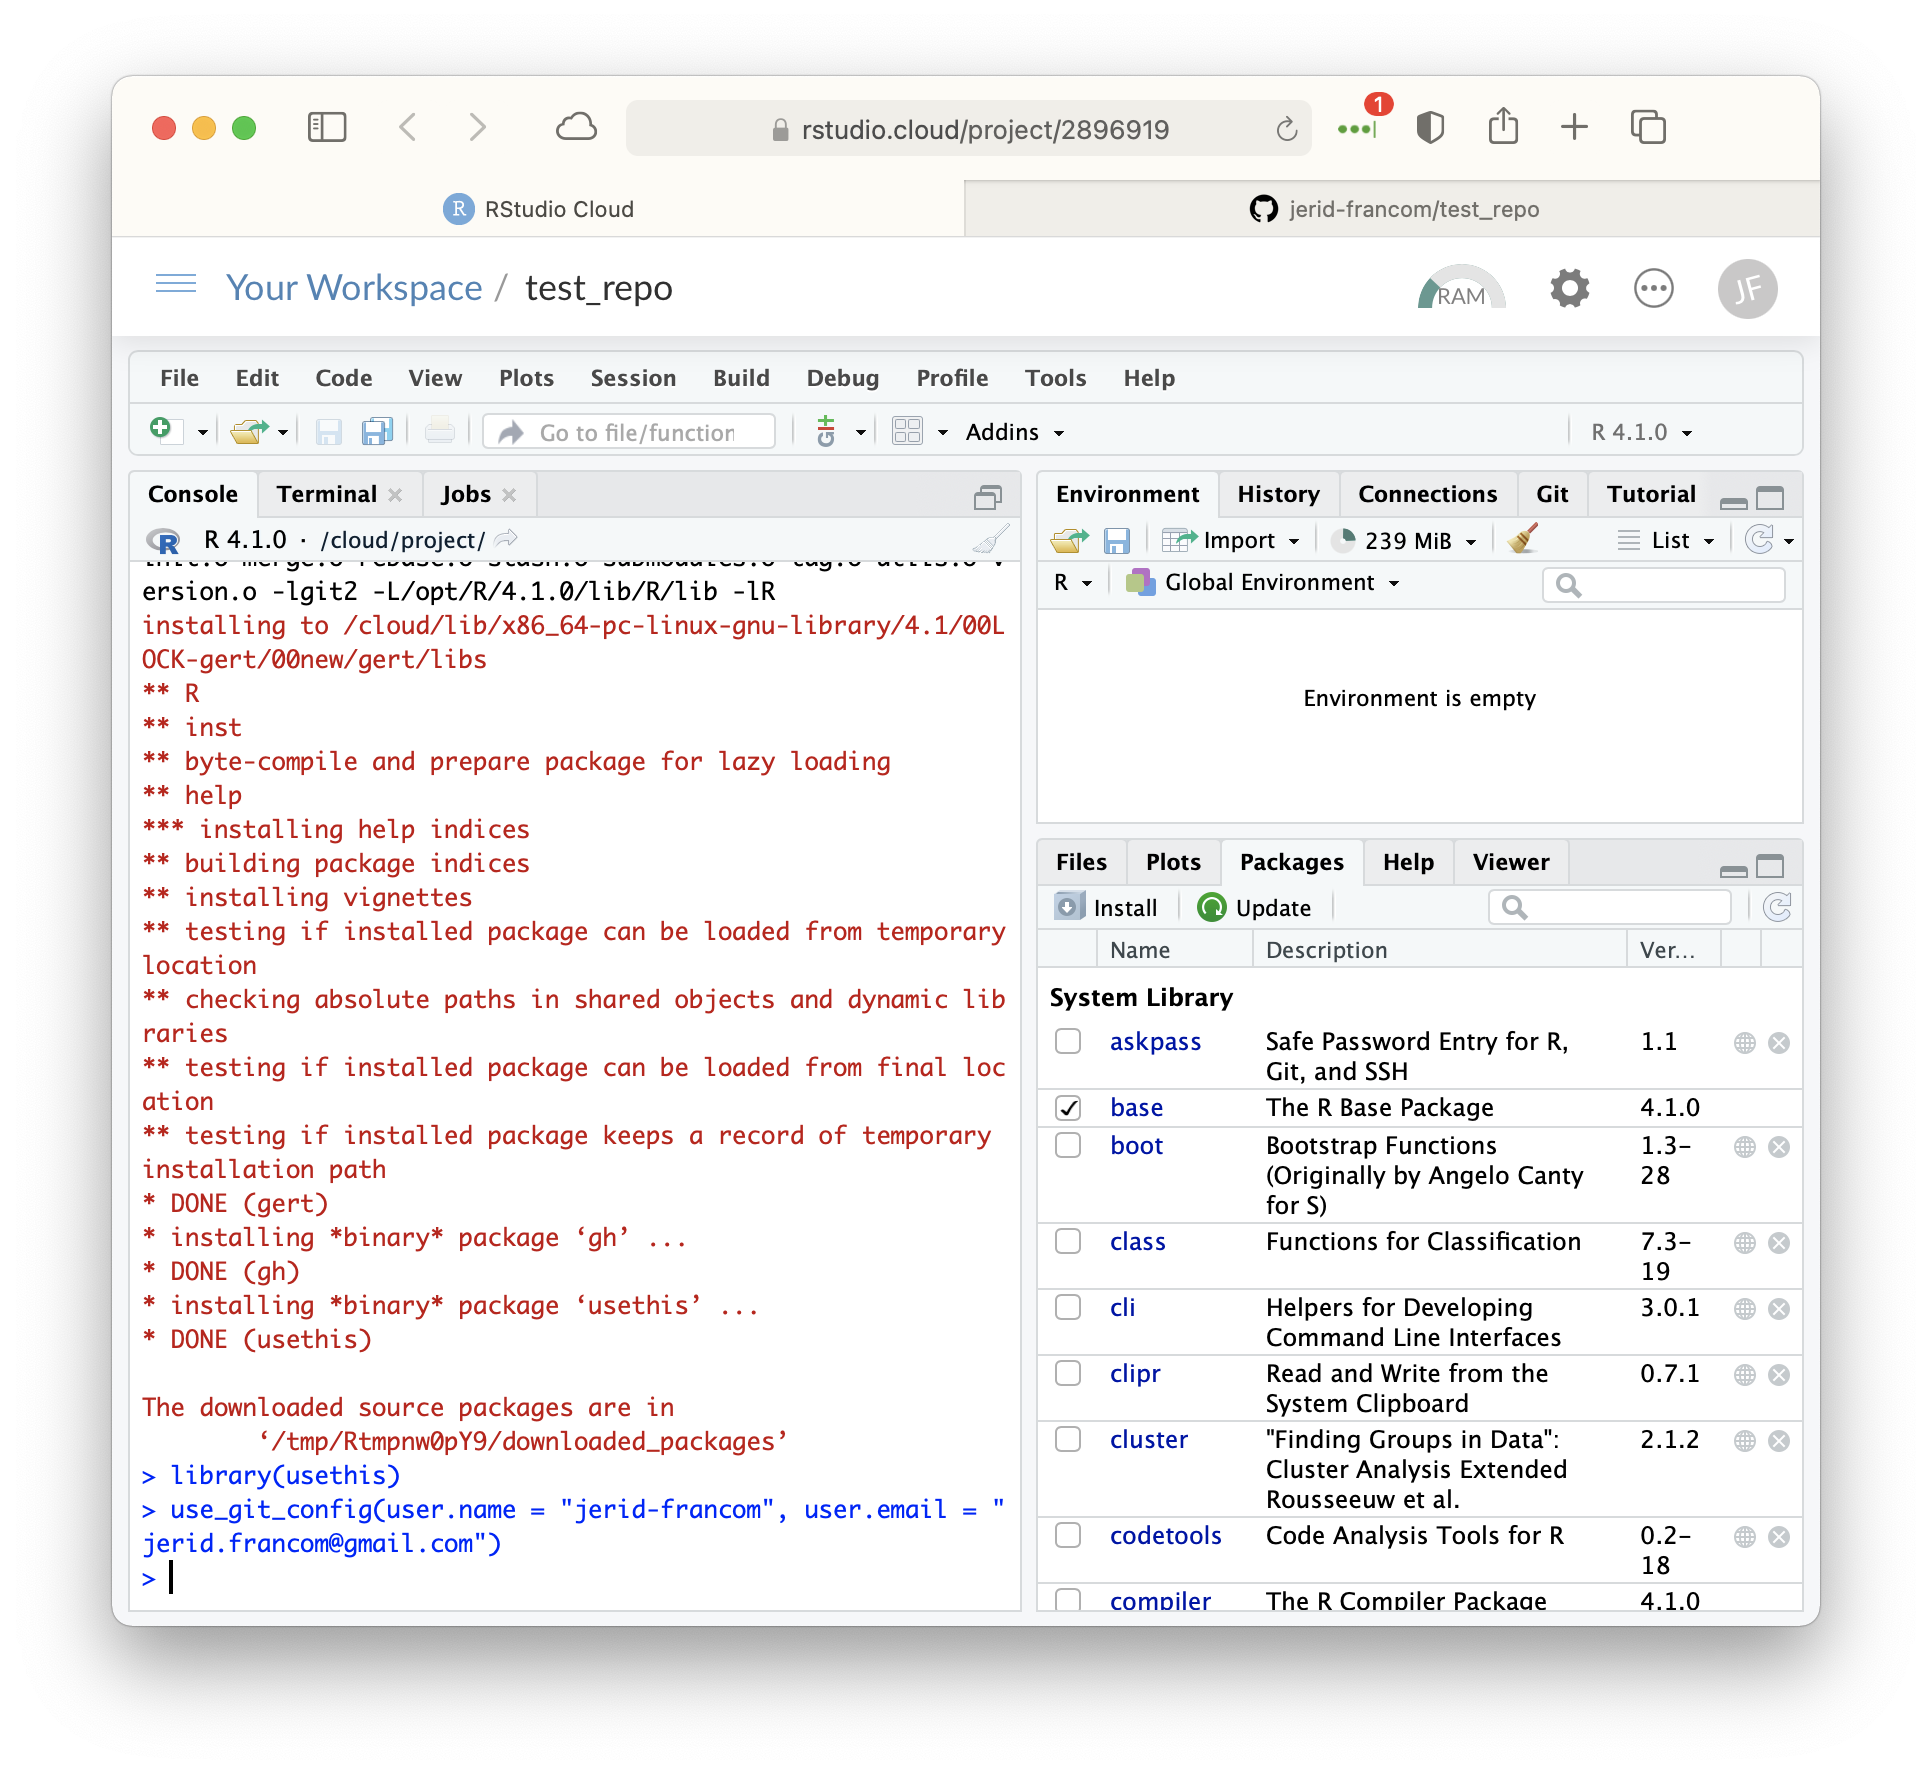 1
rstudio.cloud/project/2896919
R RStudio Cloud
jerid-francom/test_repo
Your Workspace / test_repo
RAM
JF
File Edit Code View Plots Session Build Debug Profile Tools Help
Go to file/function
Addins
R 4.1.0
Console Terminal Jobs
R 4.1.0 · /cloud/project/
init.o merge.o rebase.o stash.o submodules.o tag.o utils.o v
ersion.o -lgit2 -L/opt/R/4.1.0/lib/R/lib -lR
installing to /cloud/lib/x86_64-pc-linux-gnu-library/4.1/00L
OCK-gert/00new/gert/libs
** R
** inst
** byte-compile and prepare package for lazy loading
** help
*** installing help indices
** building package indices
** installing vignettes
** testing if installed package can be loaded from temporary
location
** checking absolute paths in shared objects and dynamic lib
raries
** testing if installed package can be loaded from final loc
ation
** testing if installed package keeps a record of temporary
installation path
* DONE (gert)
* installing *binary* package ‘gh’ ...
* DONE (gh)
* installing *binary* package ‘usethis’ ...
* DONE (usethis)
The downloaded source packages are in
‘/tmp/Rtmpnw0pY9/downloaded_packages’
> library(usethis)
> use_git_config(user.name = "jerid-francom", user.email = "
jerid.francom@gmail.com")
>
Environment History Connections Git Tutorial
Import 239 MiB List
R Global Environment
Environment is empty
Files Plots Packages Help Viewer
Install Update
Name Description Ver...
System Library
askpass Safe Password Entry for R, 1.1
Git, and SSH
base The R Base Package 4.1.0
boot Bootstrap Functions 1.3-
(Originally by Angelo Canty 28
for S)
class Functions for Classification 7.3-
19
cli Helpers for Developing 3.0.1
Command Line Interfaces
clipr Read and Write from the 0.7.1
System Clipboard
cluster "Finding Groups in Data": 2.1.2
Cluster Analysis Extended
Rousseeuw et al.
codetools Code Analysis Tools for R 0.2-
18
compiler The R Compiler Package 4.1.0